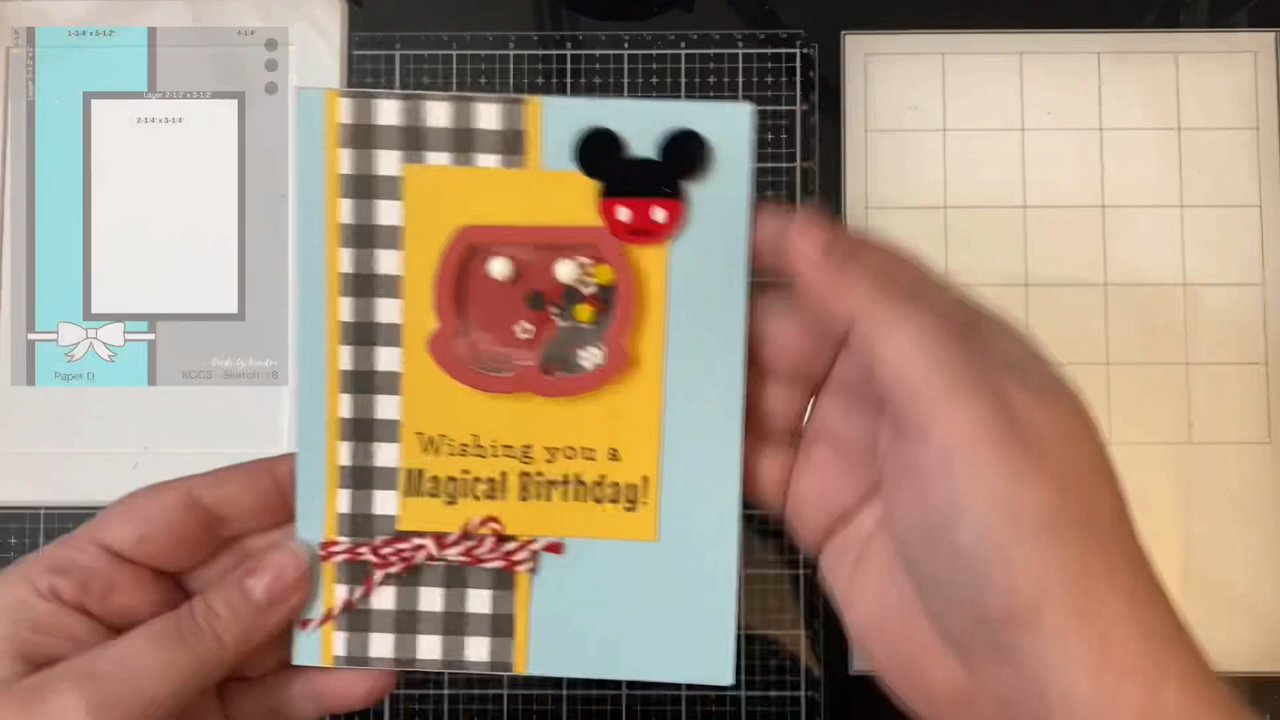 1-3/4" x 5-1/2"
4-1/4"
Layer 2-1/2" x 3-1/2"
2-1/4" x 3-1/4"
Paper D
KCCS - Sketch #8
Wishing you a
Magical Birthday!